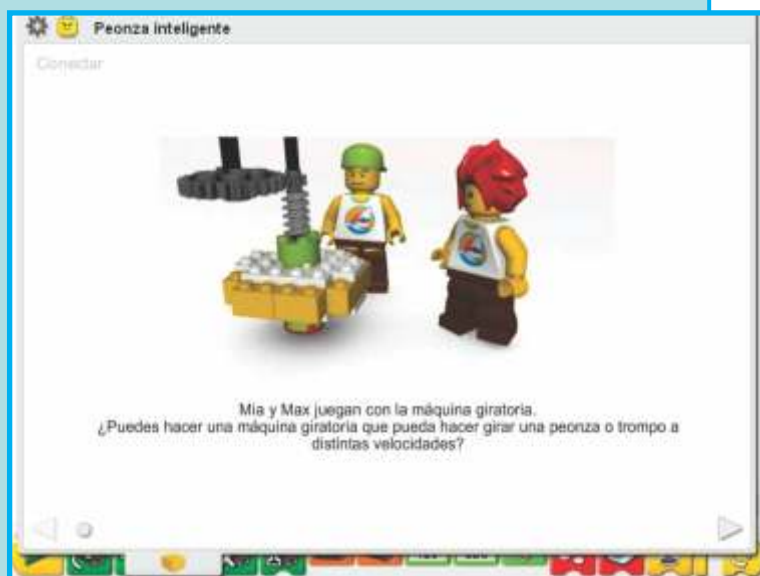 Peonza inteligente
Conectar
Mia y Max juegan con la máquina giratoria.
¿Puedes hacer una máquina giratoria que pueda hacer girar una peonza o trompo a
distintas velocidades?